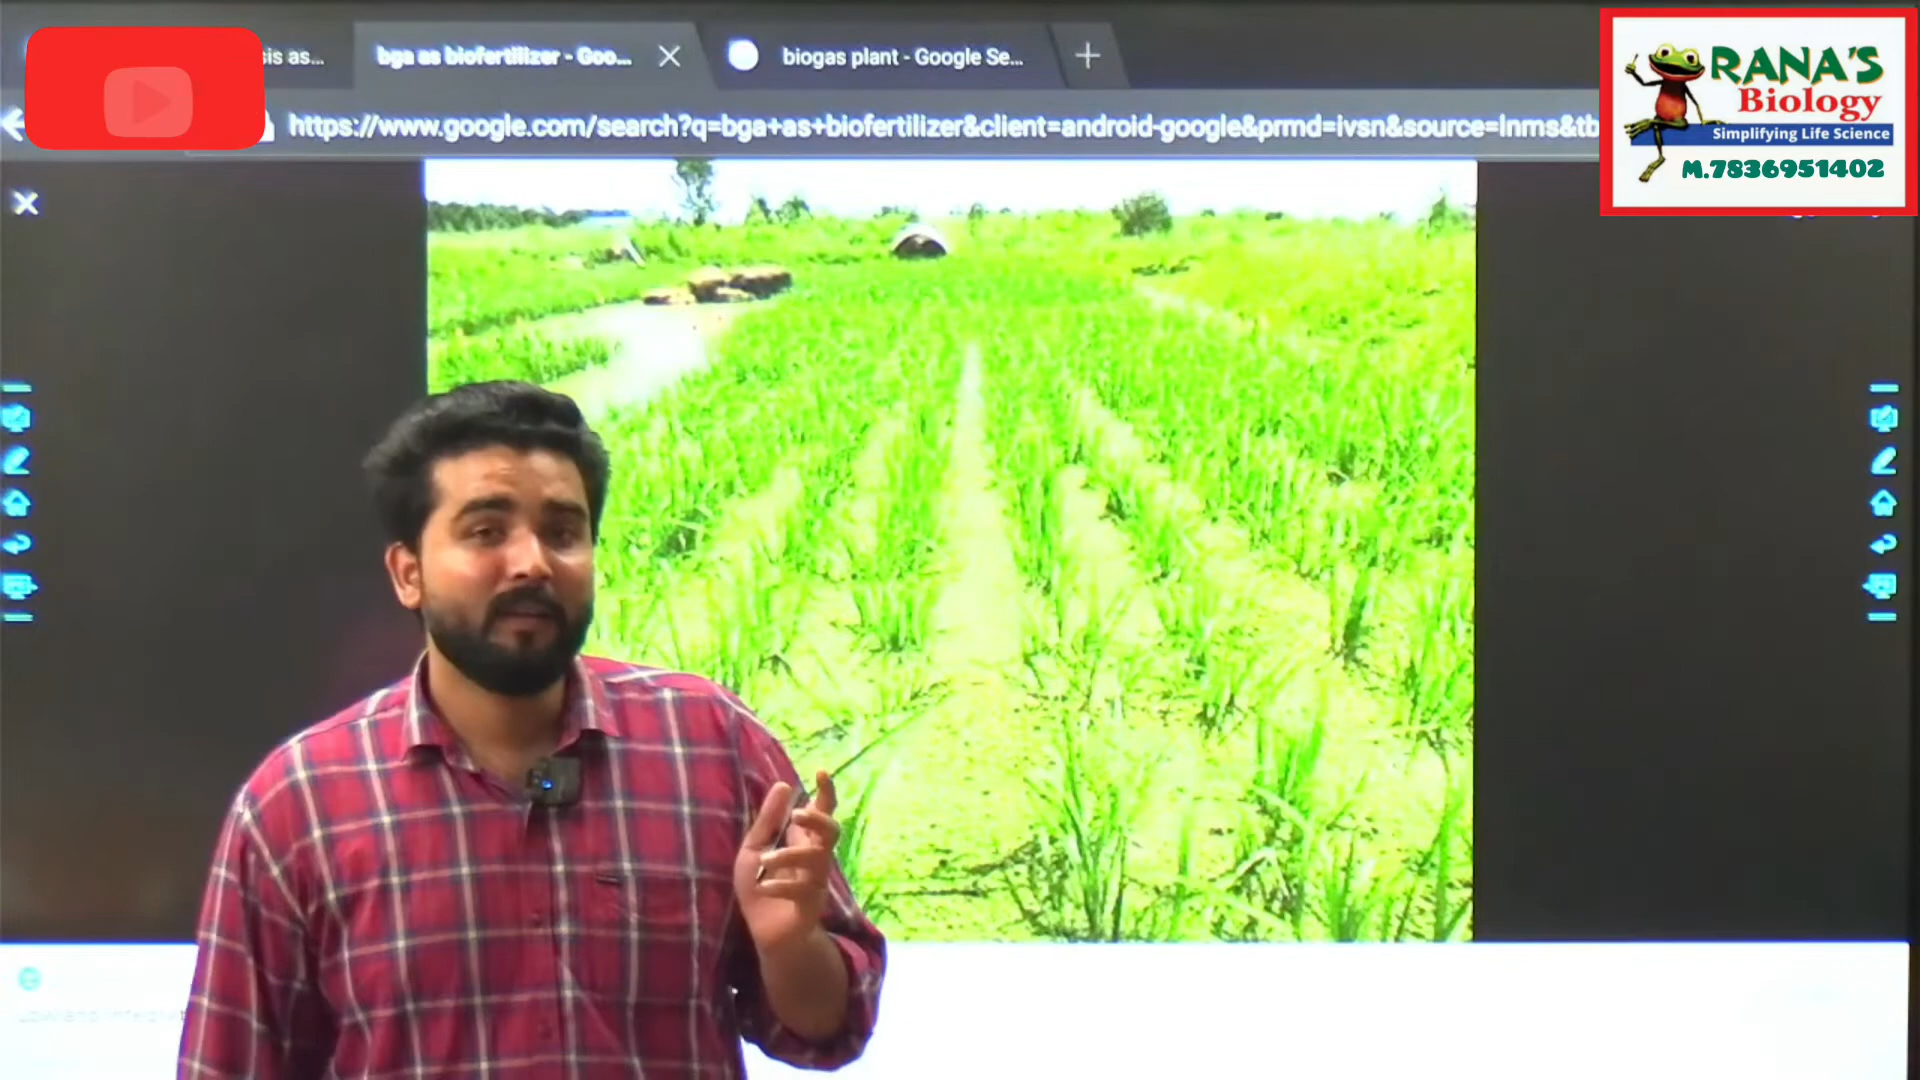 sis as...
bga as biofertilizer - Goo...
biogas plant - Google Se...
https://www.google.com/search?q=bga+as+biofertilizer&client=android-google&prmd=ivsn&source=lnms&tb
RANA'S
Biology
Simplifying Life Science
M.7836951402